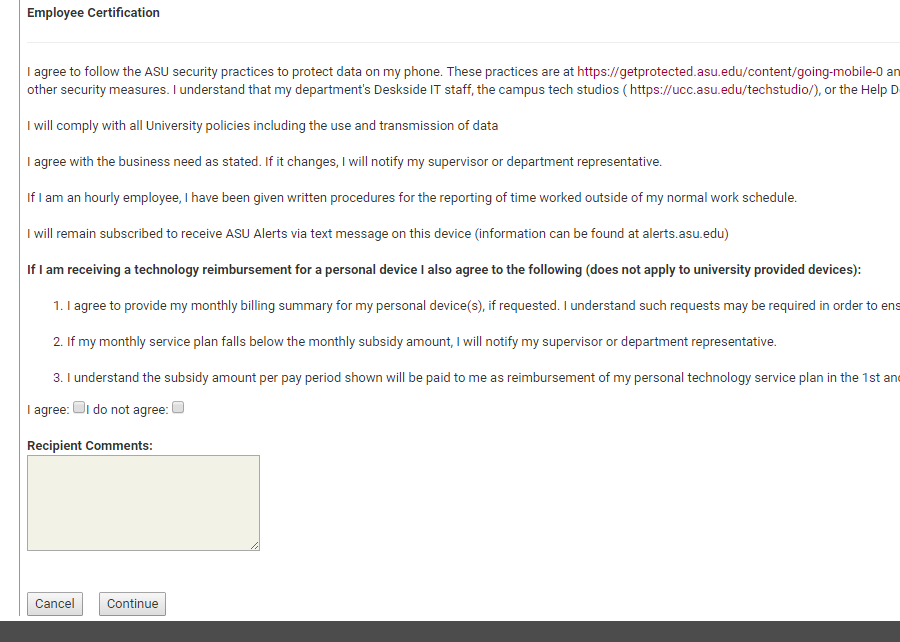 Employee Certification
I agree to follow the ASU security practices to protect data on my phone. These practices are at https://getprotected.asu.edu/content/going-mobile-0 an
other security measures. I understand that my department's Deskside IT staff, the campus tech studios ( https://ucc.asu.edu/techstudio/), or the Help D
I will comply with all University policies including the use and transmission of data
I agree with the business need as stated. If it changes, I will notify my supervisor or department representative.
If I am an hourly employee, I have been given written procedures for the reporting of time worked outside of my normal work schedule.
I will remain subscribed to receive ASU Alerts via text message on this device (information can be found at alerts.asu.edu)
If I am receiving a technology reimbursement for a personal device I also agree to the following (does not apply to university provided devices):
1. I agree to provide my monthly billing summary for my personal device(s), if requested. I understand such requests may be required in order to ens
2. If my monthly service plan falls below the monthly subsidy amount, I will notify my supervisor or department representative.
3. I understand the subsidy amount per pay period shown will be paid to me as reimbursement of my personal technology service plan in the 1st and
I agree: I do not agree:
Recipient Comments:
Cancel Continue